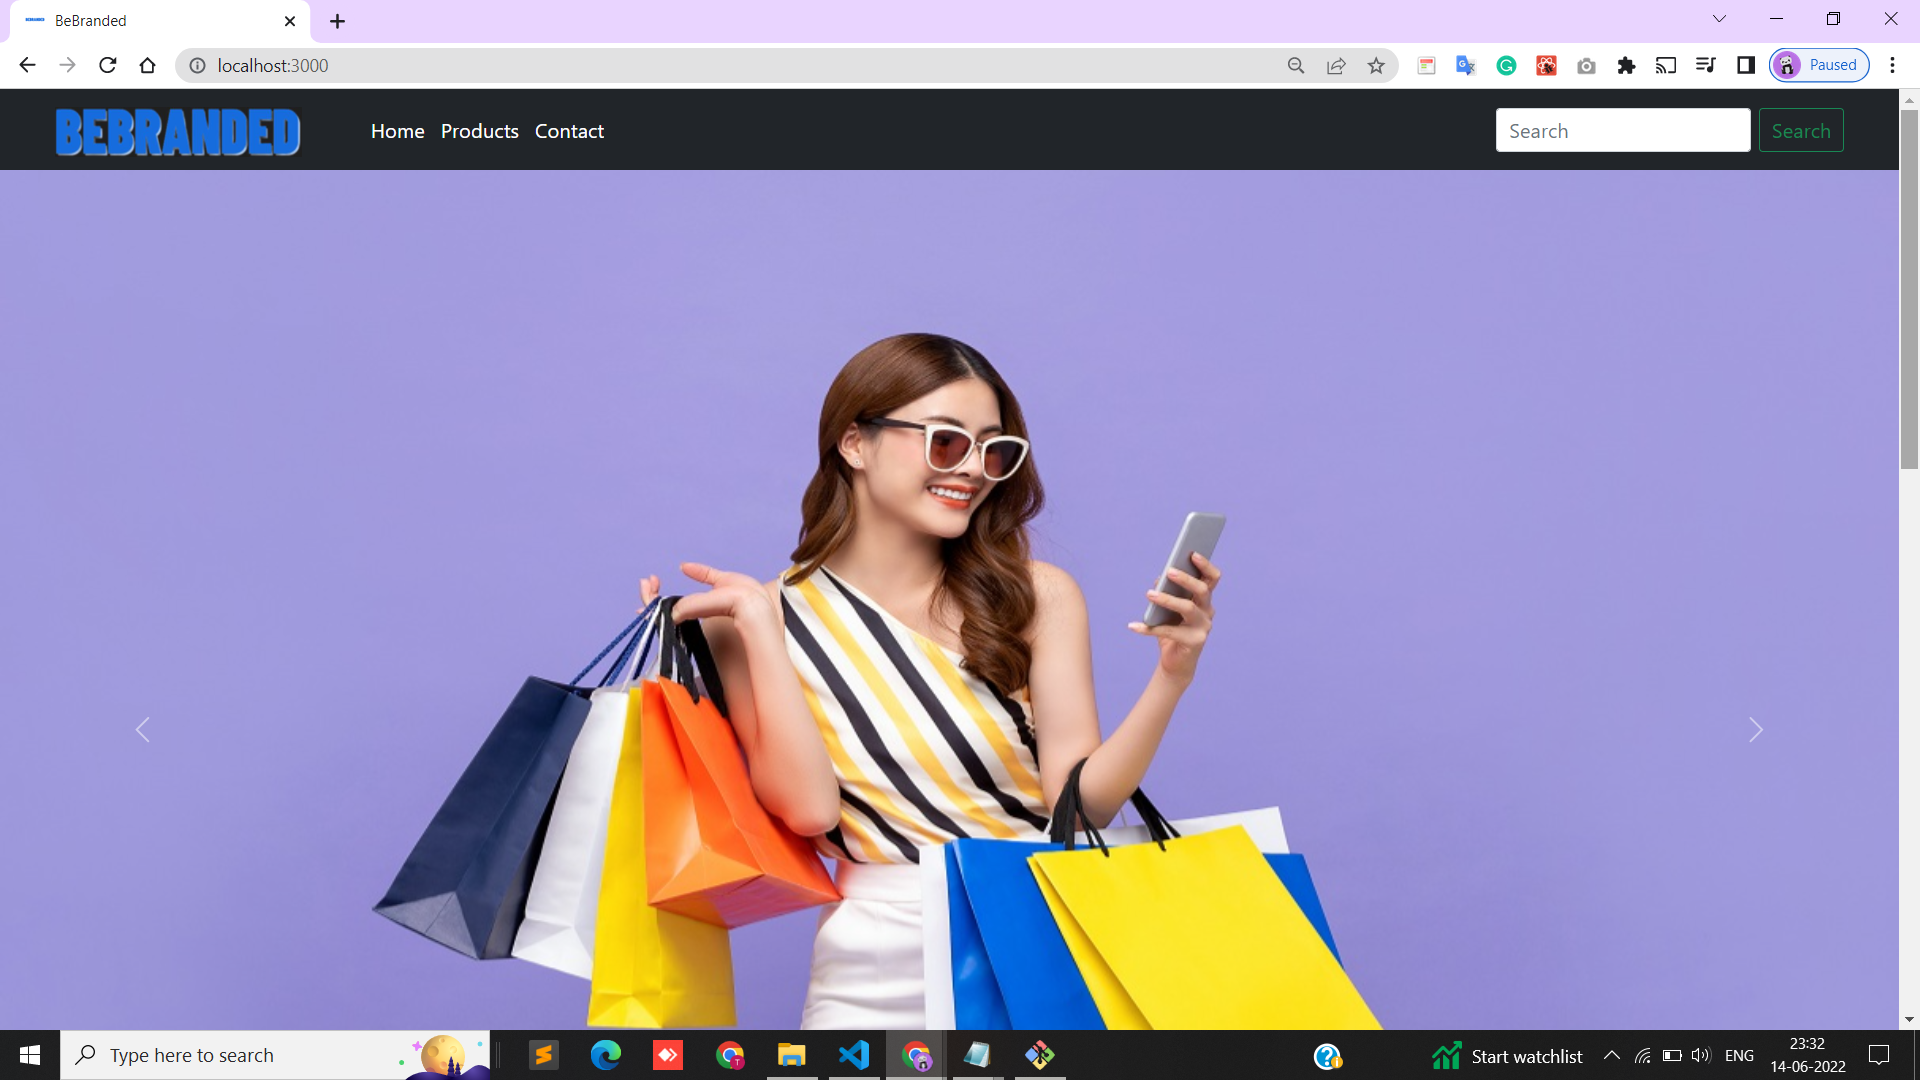 BeBranded
localhost:3000
Paused
BEBRANDED
Home Products Contact
Search
Search
Type here to search
Start watchlist
ENG
23:32
14-06-2022